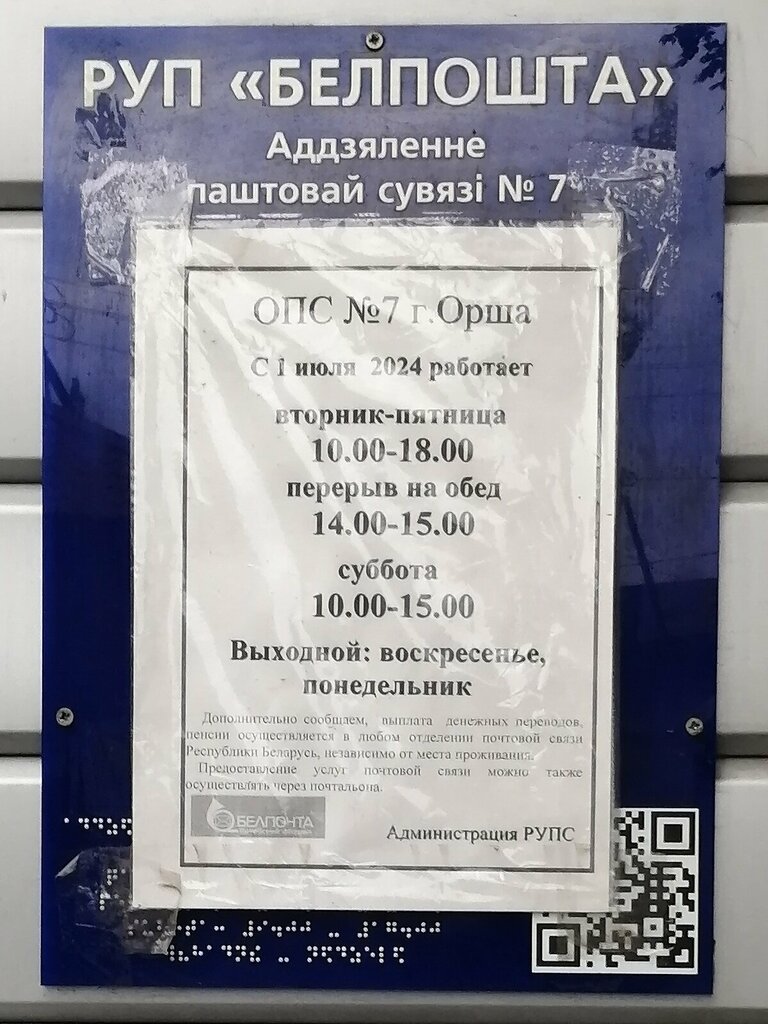 РУП «БЕЛПОШТА»
Аддзяленне
паштовай сувязі № 7
ОПС №7 г.Орша
С 1 июля 2024 работает
вторник-пятница
10.00-18.00
перерыв на обед
14.00-15.00
суббота
10.00-15.00
Выходной: воскресенье,
понедельник
Дополнительно сообщаем, выплата денежных переводов,
пенсии осуществляется в любом отделении почтовой связи
Республики Беларусь, независимо от места проживания.
Предоставление услуг почтовой связи можно также
осуществлять через почтальона.
БЕЛПОЧТА
Администрация РУПС